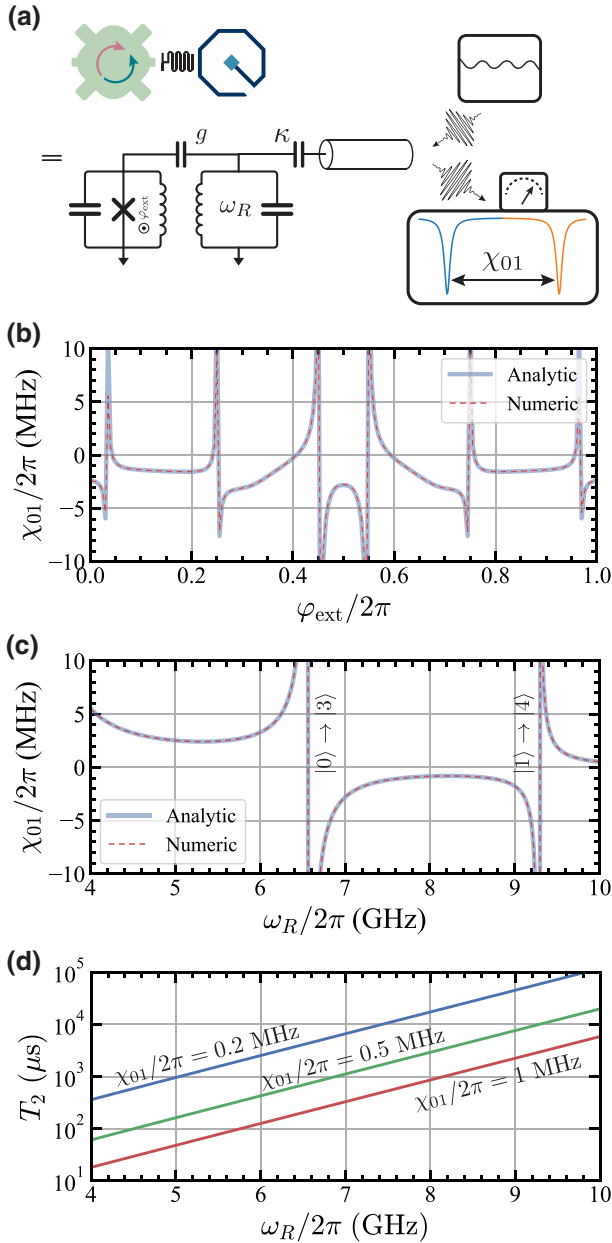 (a)
g
κ
=
φext
ωR
χ01
(b)
χ01/2π (MHz)
10
5
0
−5
−10
Analytic
Numeric
0.0 0.2 0.4 0.6 0.8 1.0
φext/2π
(c)
χ01/2π (MHz)
10
5
0
−5
−10
|0⟩ → |3⟩
|1⟩ → |4⟩
Analytic
Numeric
4 5 6 7 8 9 10
ωR/2π (GHz)
(d)
T2 (μs)
10^5
10^4
10^3
10^2
10^1
χ01/2π = 0.2 MHz
χ01/2π = 0.5 MHz
χ01/2π = 1 MHz
4 5 6 7 8 9 10
ωR/2π (GHz)